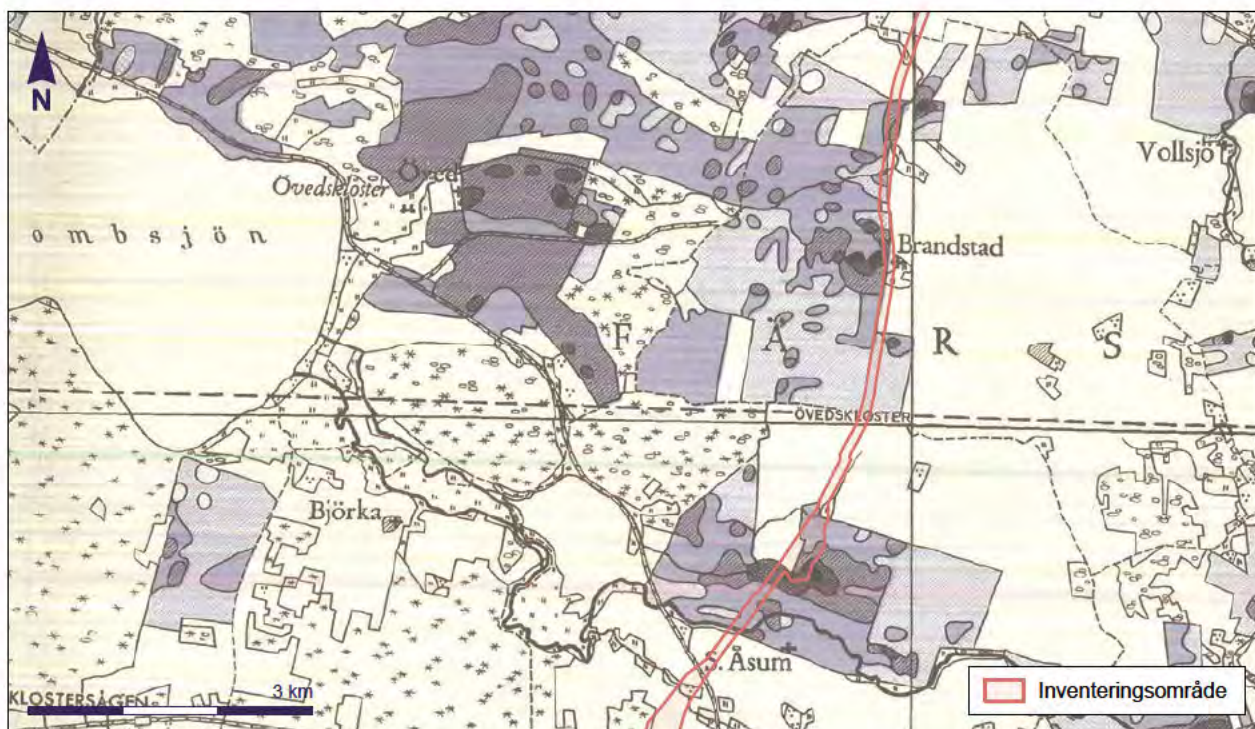 N
Övedskloster
Öved
ombsjön
Vollsjö
Brandstad
F Ä R S
ÖVEDSKLOSTER
Björka
S. Åsum
KLOSTERSÅGEN
3 km
Inventeringsområde